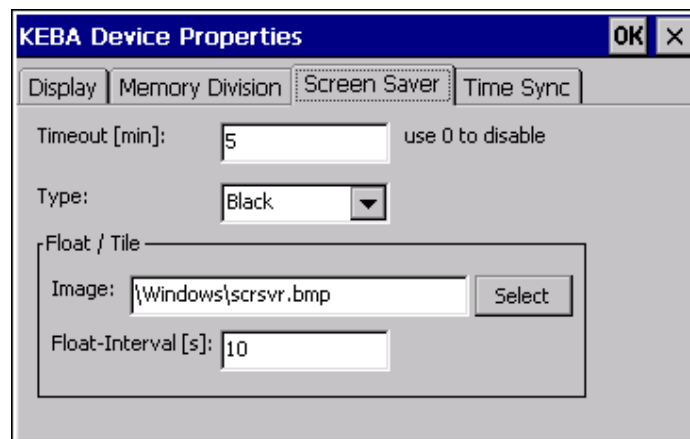 KEBA Device Properties OK ×
Display Memory Division Screen Saver Time Sync
Timeout [min]: 5 use 0 to disable
Type: Black
Float / Tile
Image: \Windows\scrsvr.bmp Select
Float-Interval [s]: 10